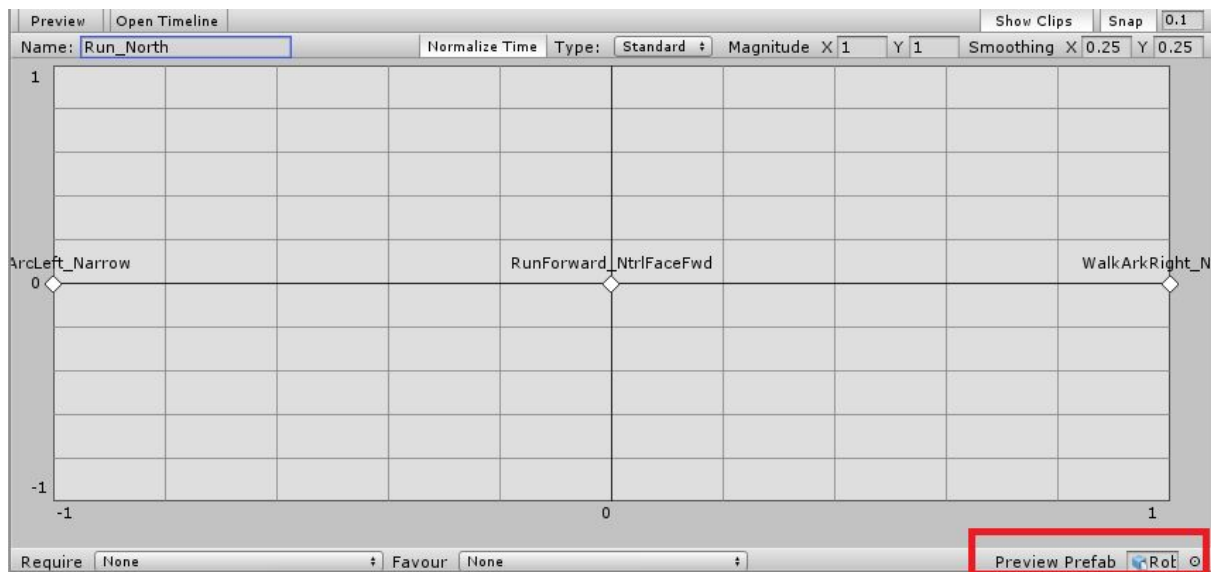 Preview Open Timeline Show Clips Snap 0.1
Name: Run_North Normalize Time Type: Standard Magnitude X 1 Y 1 Smoothing X 0.25 Y 0.25
1
ArcLeft_Narrow RunForward_NtrlFaceFwd WalkArkRight_N
0
-1
-1 0 1
Require None Favour None Preview Prefab Rob